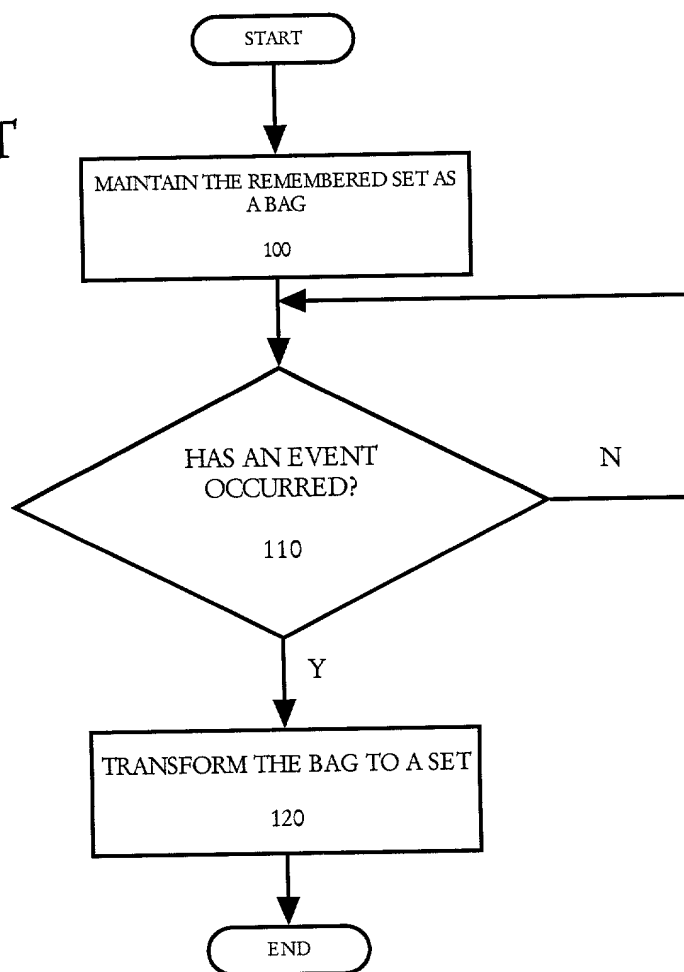 START
T
MAINTAIN THE REMEMBERED SET AS
A BAG
100
HAS AN EVENT
OCCURRED?
110
N
Y
TRANSFORM THE BAG TO A SET
120
END